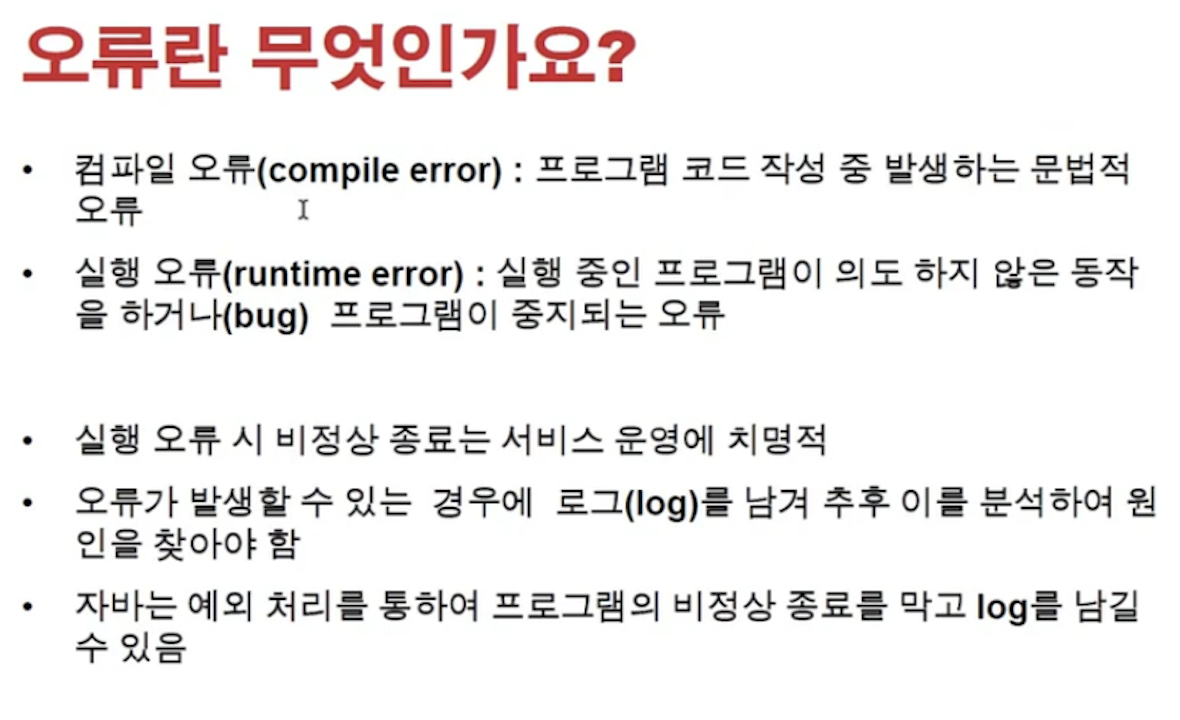 오류란 무엇인가요?
• 컴파일 오류(compile error) : 프로그램 코드 작성 중 발생하는 문법적
오류
• 실행 오류(runtime error) : 실행 중인 프로그램이 의도 하지 않은 동작
을 하거나(bug) 프로그램이 중지되는 오류
• 실행 오류 시 비정상 종료는 서비스 운영에 치명적
• 오류가 발생할 수 있는 경우에 로그(log)를 남겨 추후 이를 분석하여 원
인을 찾아야 함
• 자바는 예외 처리를 통하여 프로그램의 비정상 종료를 막고 log를 남길
수 있음